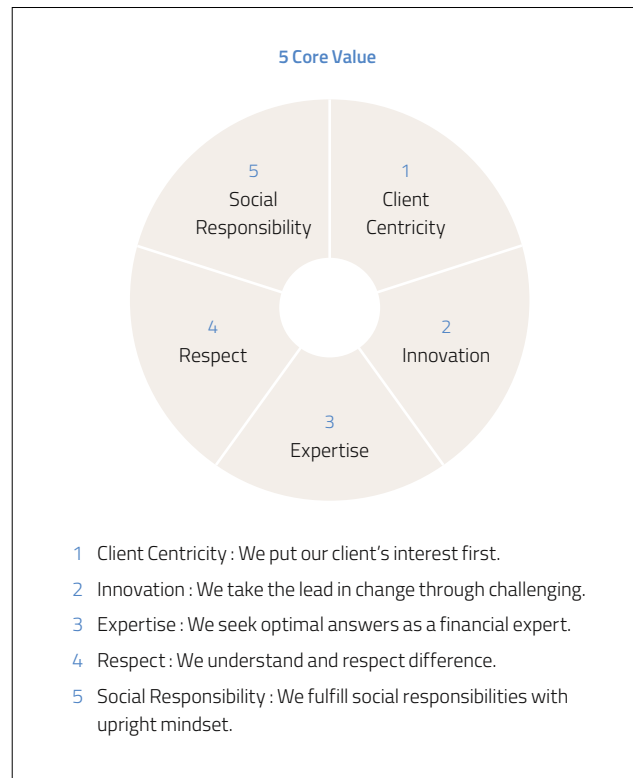 5 Core Value
5
Social
Responsibility
1
Client
Centricity
4
Respect
2
Innovation
3
Expertise
1 Client Centricity : We put our client’s interest first.
2 Innovation : We take the lead in change through challenging.
3 Expertise : We seek optimal answers as a financial expert.
4 Respect : We understand and respect difference.
5 Social Responsibility : We fulfill social responsibilities with
upright mindset.